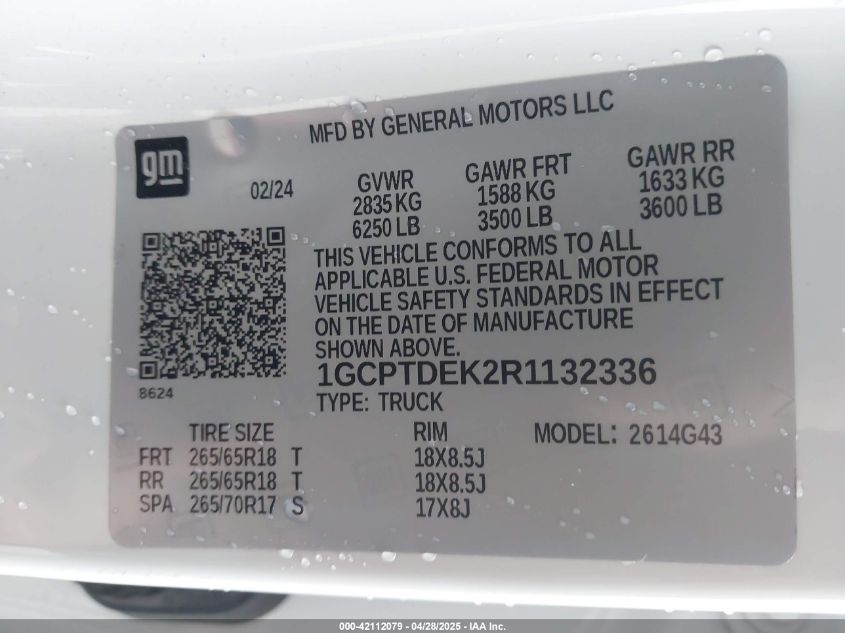 MFD BY GENERAL MOTORS LLC
gm
02/24
GVWR
2835 KG
6250 LB
GAWR FRT
1588 KG
3500 LB
GAWR RR
1633 KG
3600 LB
THIS VEHICLE CONFORMS TO ALL
APPLICABLE U.S. FEDERAL MOTOR
VEHICLE SAFETY STANDARDS IN EFFECT
ON THE DATE OF MANUFACTURE
SHOWN ABOVE.
8624
1GCPTDEK2R1132336
TYPE: TRUCK
TIRE SIZE RIM MODEL: 2614G43
FRT 265/65R18 T 18X8.5J
RR 265/65R18 T 18X8.5J
SPA 265/70R17 S 17X8J
000-42112079 - 04/28/2025 - IAA Inc.